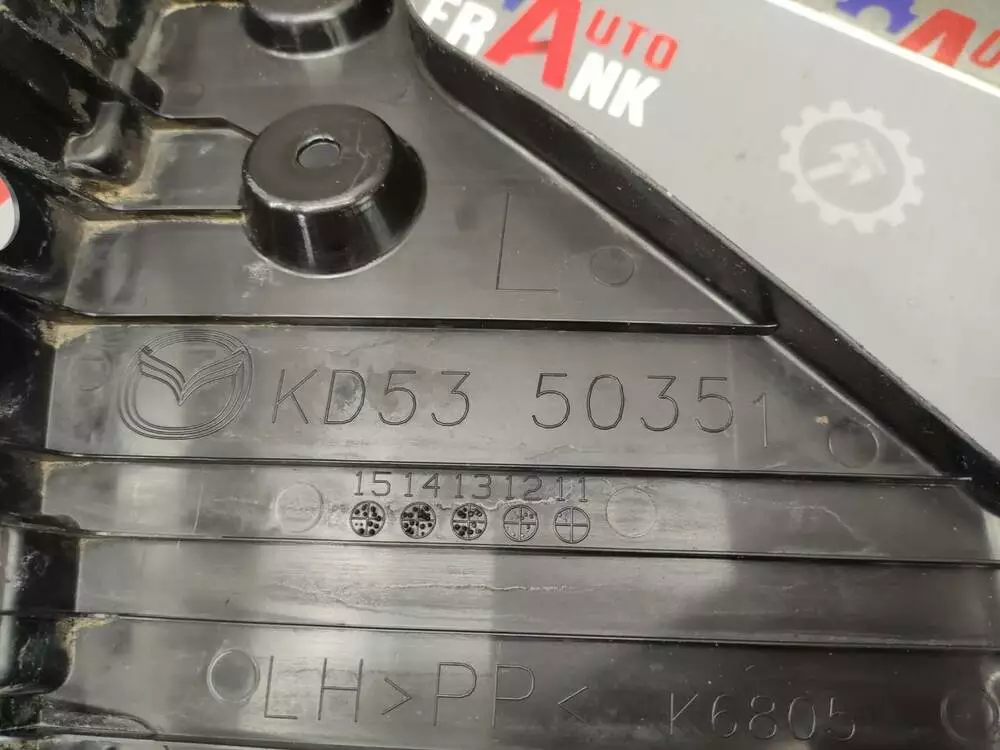 AUTO
FRANK
L
KD53 50351
15 14 13 12 11
LH >PP<
K6805